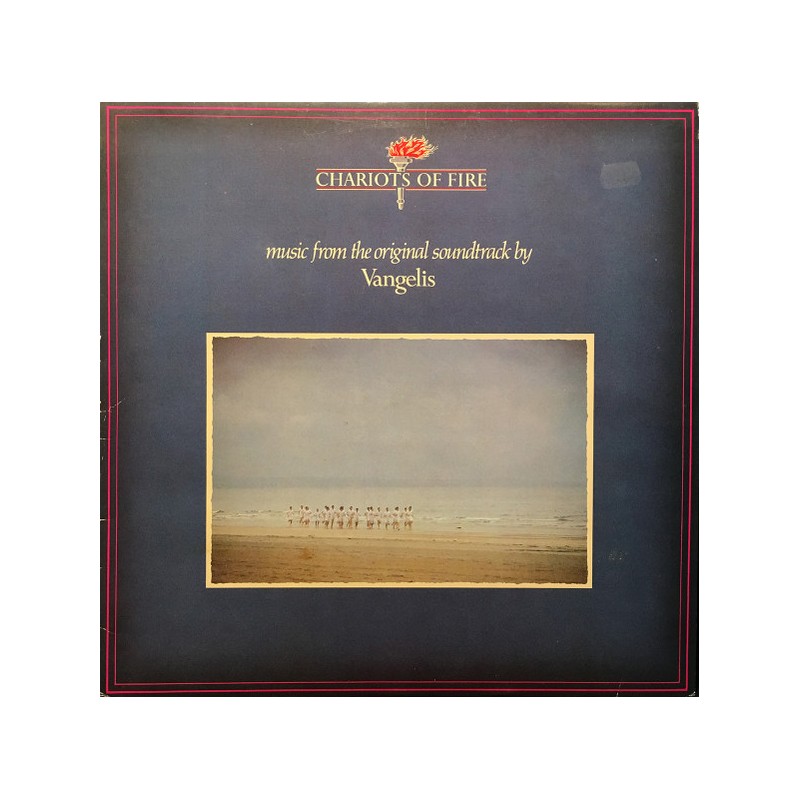 CHARIOTS OF FIRE
music from the original soundtrack by
Vangelis